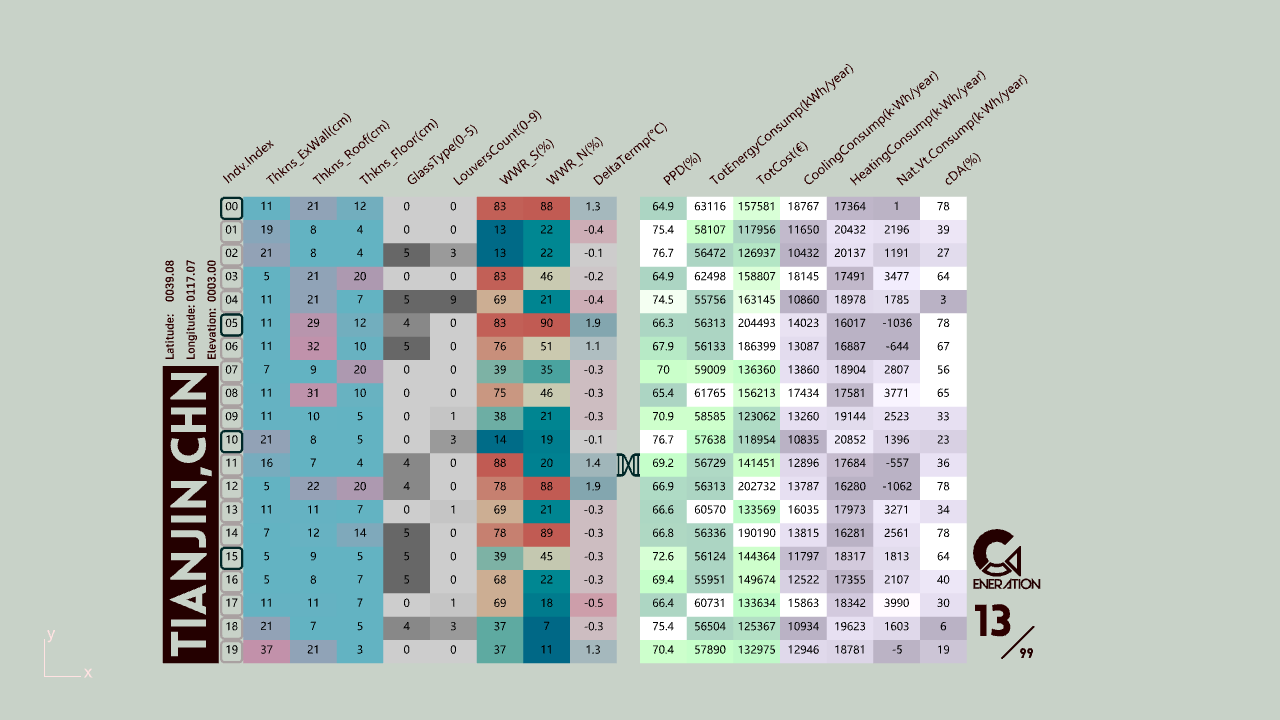 Indv.Index Thkns_ExWall(cm) Thkns_Roof(cm) Thkns_Floor(cm) GlassType(0-5) LouversCount(0-9) WWR_S(%) WWR_N(%) DeltaTermp(°C) PPD(%) TotEnergyConsump(kWh/year) TotCost(€) CoolingConsump(k·Wh/year) HeatingConsump(k·Wh/year) Nat.Vt.Consump(k·Wh/year) cDA(%)
00 11 21 12 0 0 83 88 1.3 64.9 63116 157581 18767 17364 1 78
01 19 8 4 0 0 13 22 -0.4 75.4 58107 117956 11650 20432 2196 39
02 21 8 4 5 3 13 22 -0.1 76.7 56472 126937 10432 20137 1191 27
03 5 21 20 0 0 83 46 -0.2 64.9 62498 158807 18145 17491 3477 64
04 11 21 7 5 9 69 21 -0.4 74.5 55756 163145 10860 18978 1785 3
05 11 29 12 4 0 83 90 1.9 66.3 56313 204493 14023 16017 -1036 78
06 11 32 10 5 0 76 51 1.1 67.9 56133 186399 13087 16887 -644 67
07 7 9 20 0 0 39 35 -0.3 70 59009 136360 13860 18904 2807 56
08 11 31 10 0 0 75 46 -0.3 65.4 61765 156213 17434 17581 3771 65
09 11 10 5 0 1 38 21 -0.3 70.9 58585 123062 13260 19144 2523 33
10 21 8 5 0 3 14 19 -0.1 76.7 57638 118954 10835 20852 1396 23
11 16 7 4 4 0 88 20 1.4 69.2 56729 141451 12896 17684 -557 36
12 5 22 20 4 0 78 88 1.9 66.9 56313 202732 13787 16280 -1062 78
13 11 11 7 0 1 69 21 -0.3 66.6 60570 133569 16035 17973 3271 34
14 7 12 14 5 0 78 89 -0.3 66.8 56336 190190 13815 16281 2561 78
15 5 9 5 5 0 39 45 -0.3 72.6 56124 144364 11797 18317 1813 64
16 5 8 7 5 0 68 22 -0.3 69.4 55951 149674 12522 17355 2107 40
17 11 11 7 0 1 69 18 -0.5 66.4 60731 133634 15863 18342 3990 30
18 21 7 5 4 3 37 7 -0.3 75.4 56504 125367 10934 19623 1603 6
19 37 21 3 0 0 37 11 1.3 70.4 57890 132975 12946 18781 -5 19
Latitude: 0039.08
Longitude: 0117.07
Elevation: 0003.00
TIANJIN,CHN
G
ENERATION
13/99
y
x